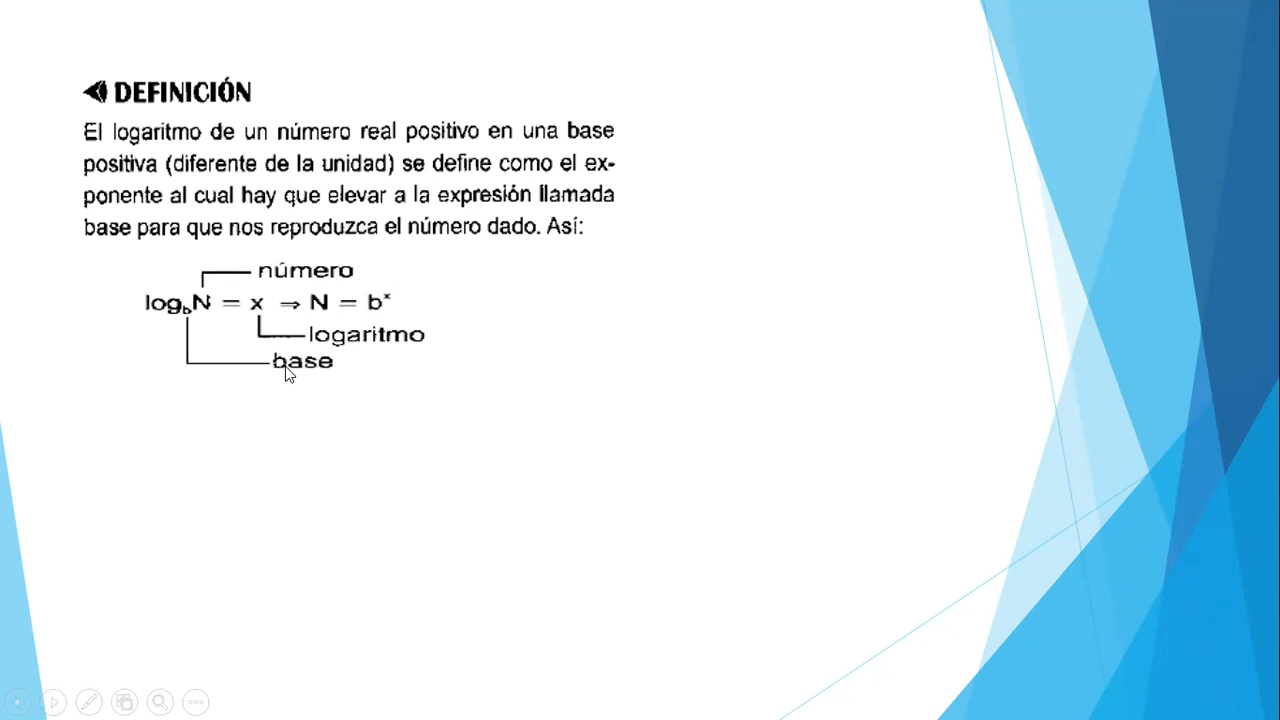 DEFINICIÓN
El logaritmo de un número real positivo en una base
positiva (diferente de la unidad) se define como el ex-
ponente al cual hay que elevar a la expresión llamada
base para que nos reproduzca el número dado. Así:
número
log_b N = x ⇒ N = b^x
logaritmo
base